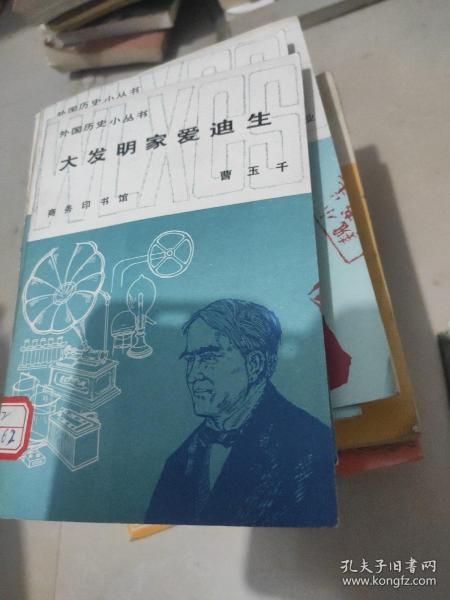 外国历史小丛书
外国历史小丛书
大发明家爱迪生
曹玉千
商务印书馆
业
62
孔夫子旧书网
www.kongfz.com